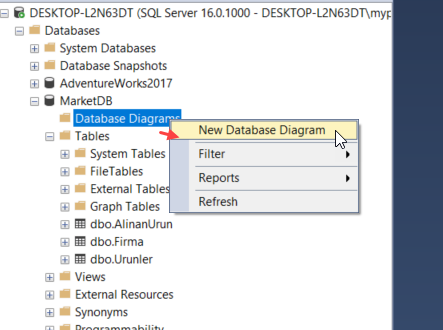 DESKTOP-L2N63DT (SQL Server 16.0.1000 - DESKTOP-L2N63DT\myp
Databases
System Databases
Database Snapshots
AdventureWorks2017
MarketDB
Database Diagrams
New Database Diagram
Tables
Filter
System Tables
FileTables
Reports
External Tables
Refresh
Graph Tables
dbo.AlinanUrun
dbo.Firma
dbo.Urunler
Views
External Resources
Synonyms
Programmability